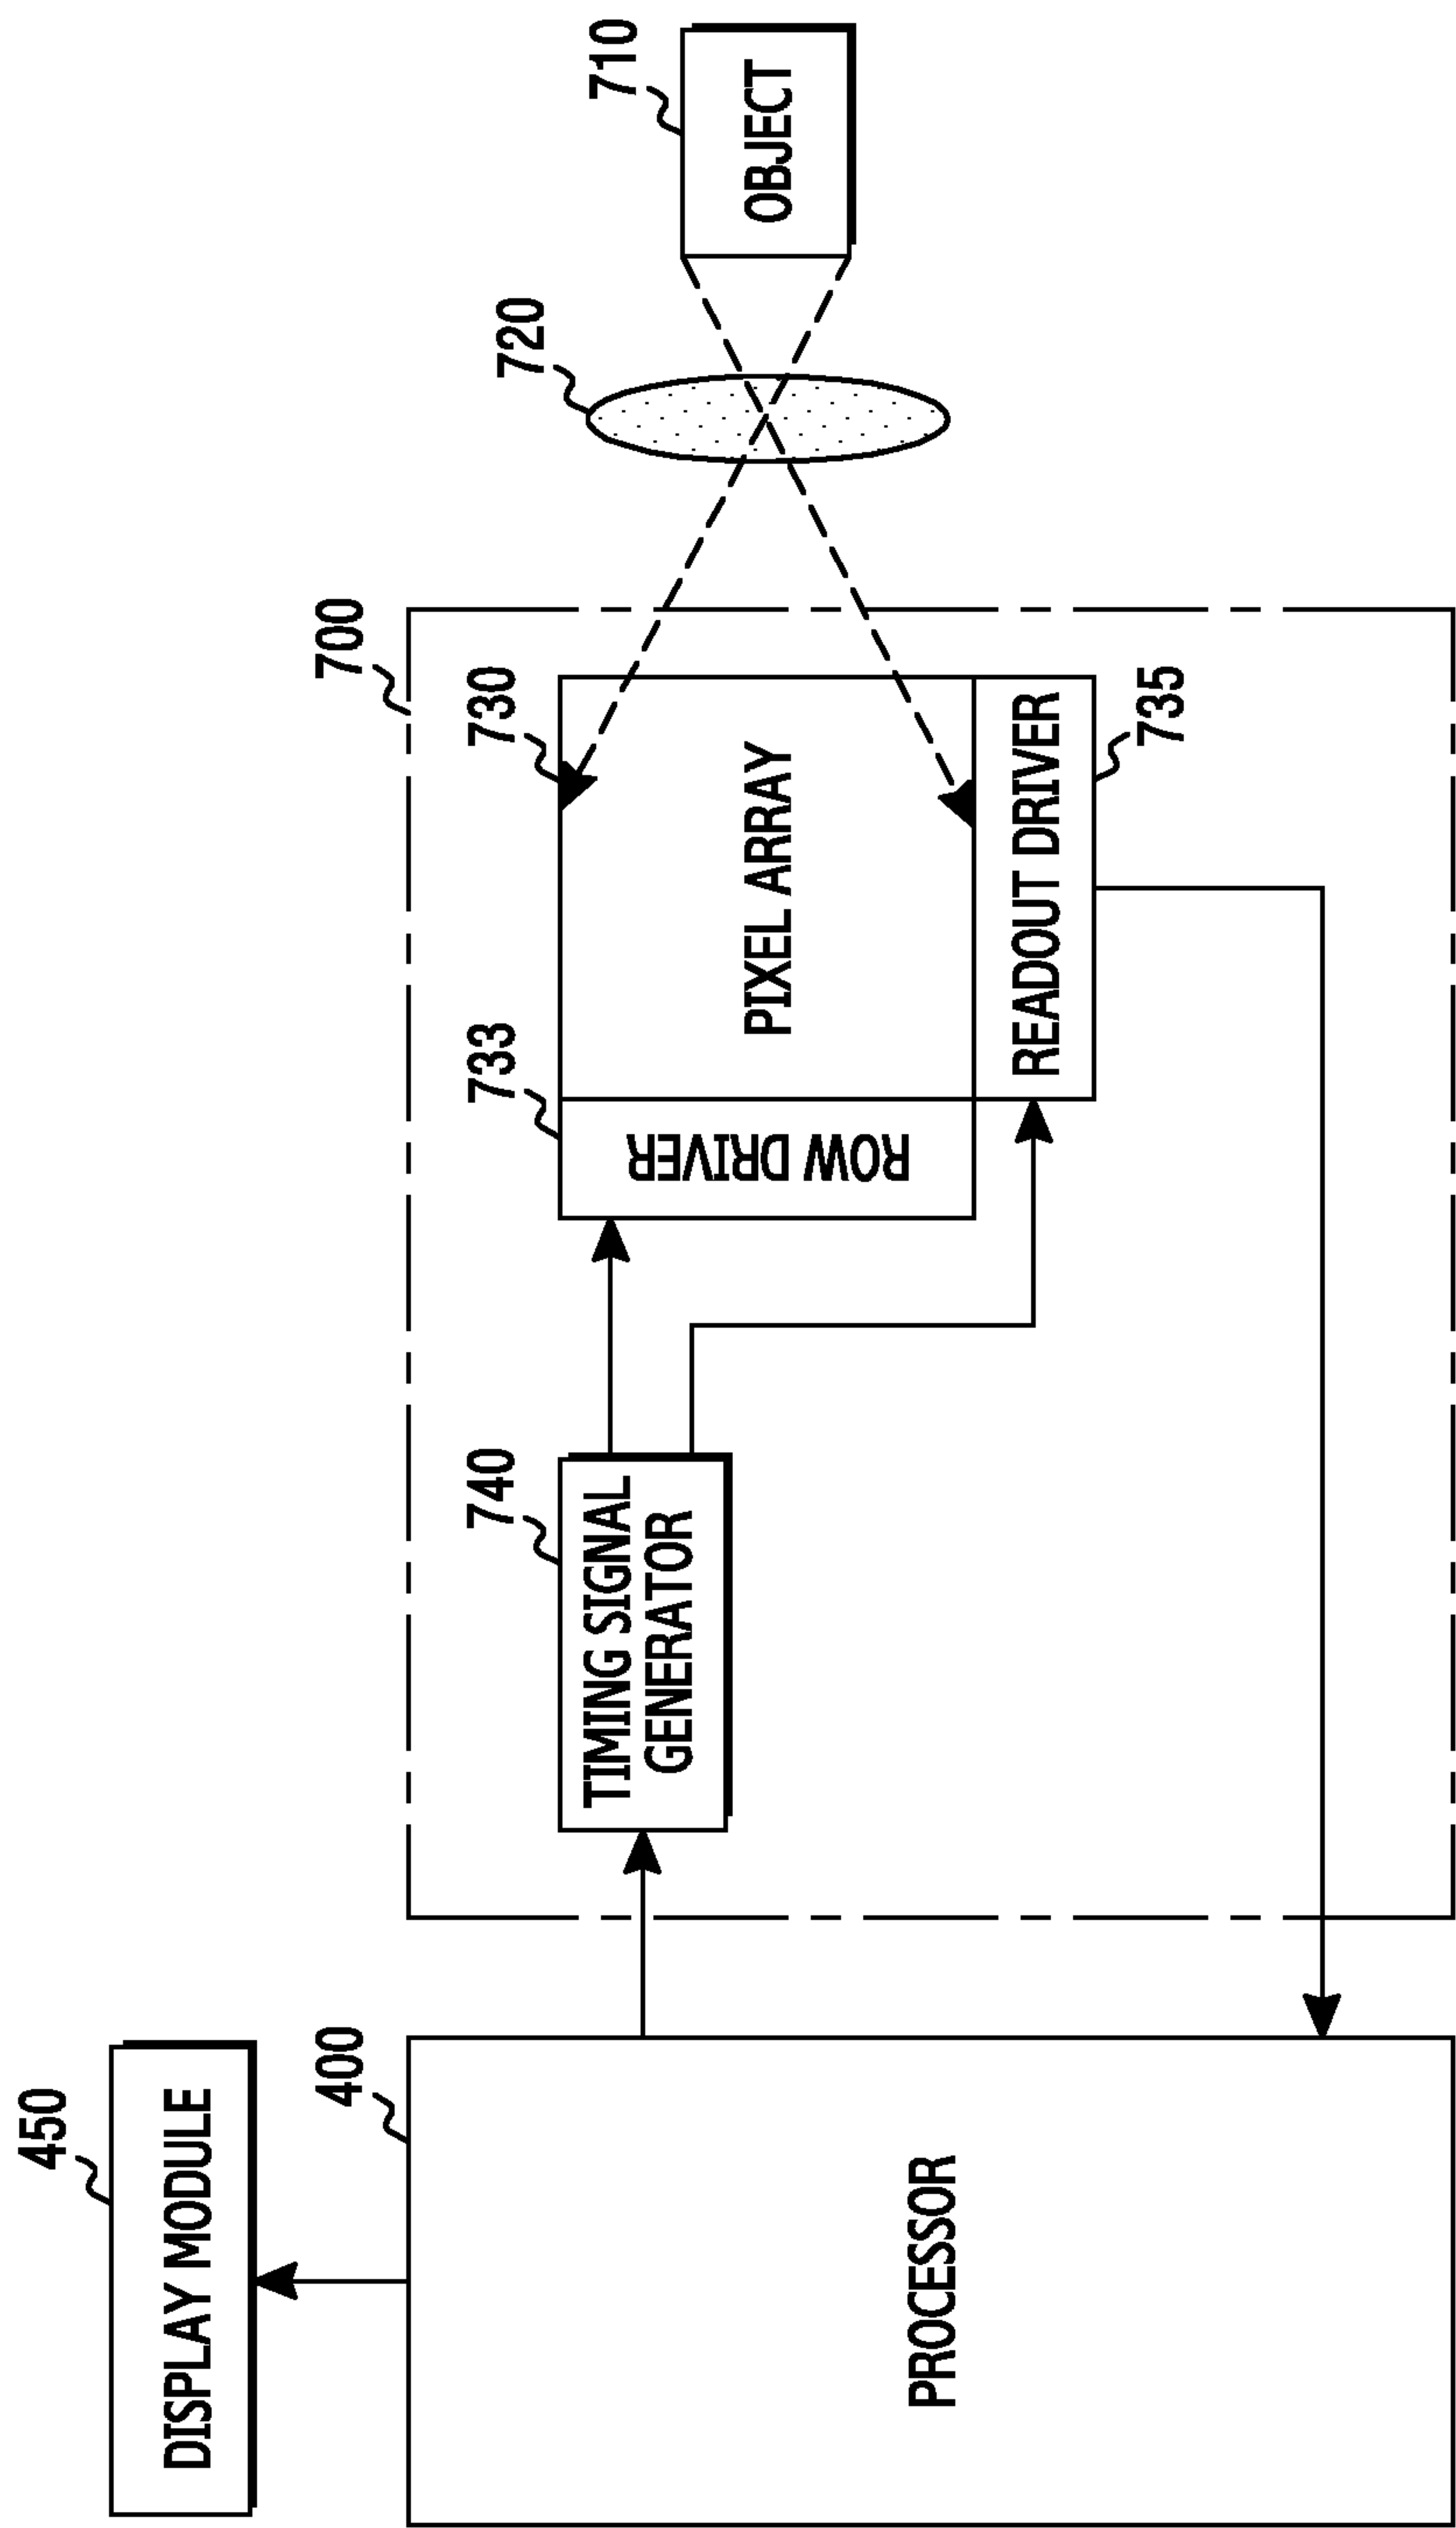 450
DISPLAY MODULE
400
PROCESSOR
700
740
TIMING SIGNAL
GENERATOR
733
ROW DRIVER
730
PIXEL ARRAY
READOUT DRIVER
735
720
710
OBJECT